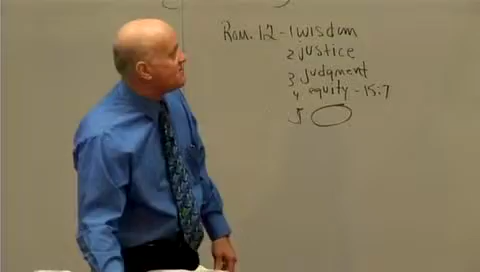 Rom. 12 - 1 wisdom
2 justice
3 judgment
4 equity - 15:7
5